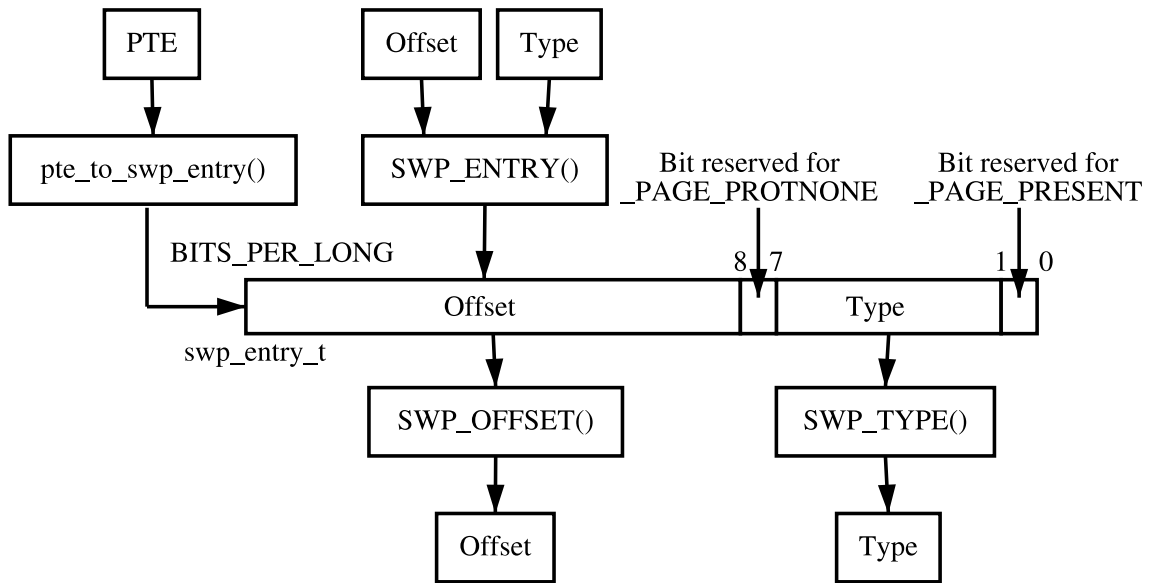 PTE
Offset
Type
pte_to_swp_entry()
SWP_ENTRY()
Bit reserved for
_PAGE_PROTNONE
Bit reserved for
_PAGE_PRESENT
BITS_PER_LONG
8 7
1 0
Offset
Type
swp_entry_t
SWP_OFFSET()
SWP_TYPE()
Offset
Type